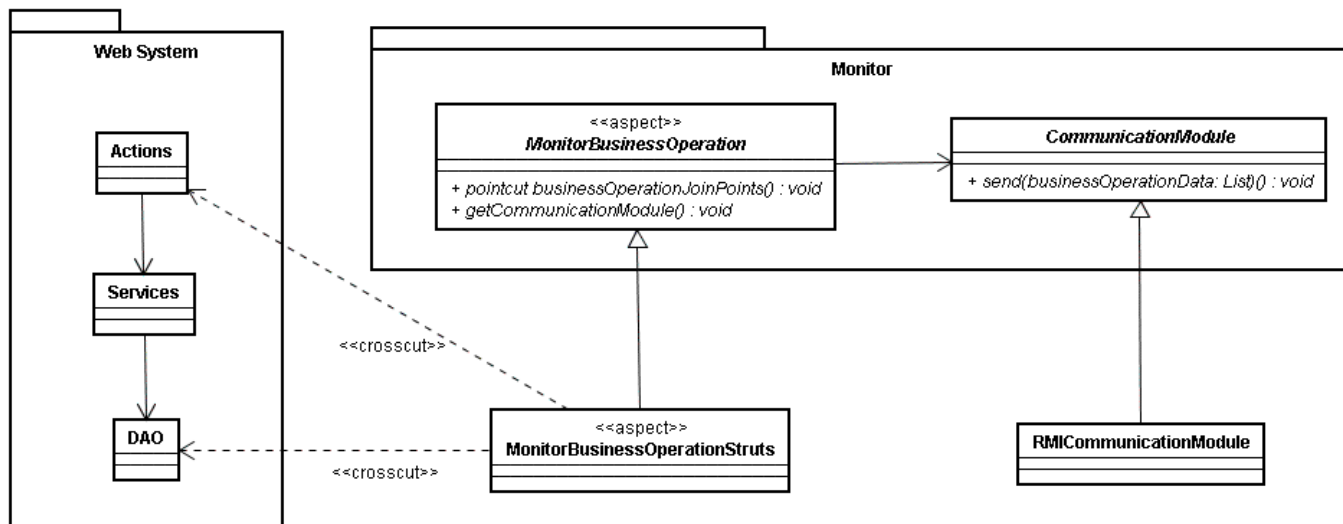 Web System
Monitor
<<aspect>>
MonitorBusinessOperation
+ pointcut businessOperationJoinPoints() : void
+ getCommunicationModule() : void
CommunicationModule
+ send(businessOperationData: List)() : void
Actions
Services
<<crosscut>>
DAO
<<crosscut>>
<<aspect>>
MonitorBusinessOperationStruts
RMICommunicationModule